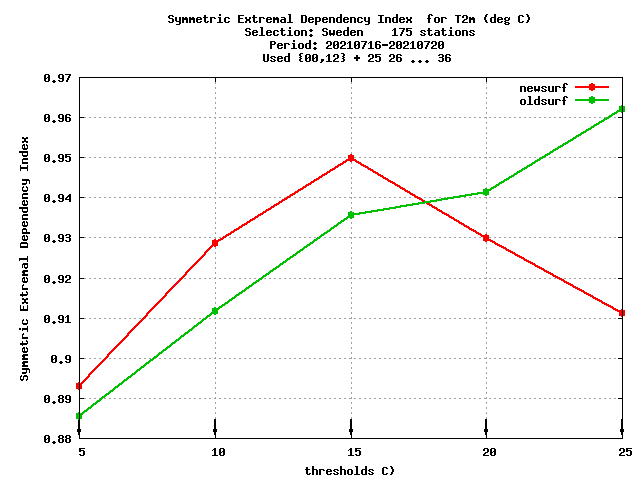 Symmetric Extremal Dependency Index  for T2m (deg C)
Selection: Sweden    175 stations
Period: 20210716-20210720
Used {00,12} + 25 26 ... 36
newsurf
oldsurf
0.97
0.96
0.95
0.94
0.93
0.92
0.91
0.9
0.89
0.88
Symmetric Extremal Dependency Index
5 10 15 20 25
thresholds C)